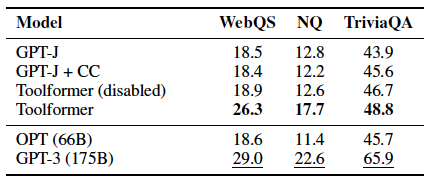 Model WebQS NQ TriviaQA
GPT-J 18.5 12.8 43.9
GPT-J + CC 18.4 12.2 45.6
Toolformer (disabled) 18.9 12.6 46.7
Toolformer 26.3 17.7 48.8
OPT (66B) 18.6 11.4 45.7
GPT-3 (175B) 29.0 22.6 65.9